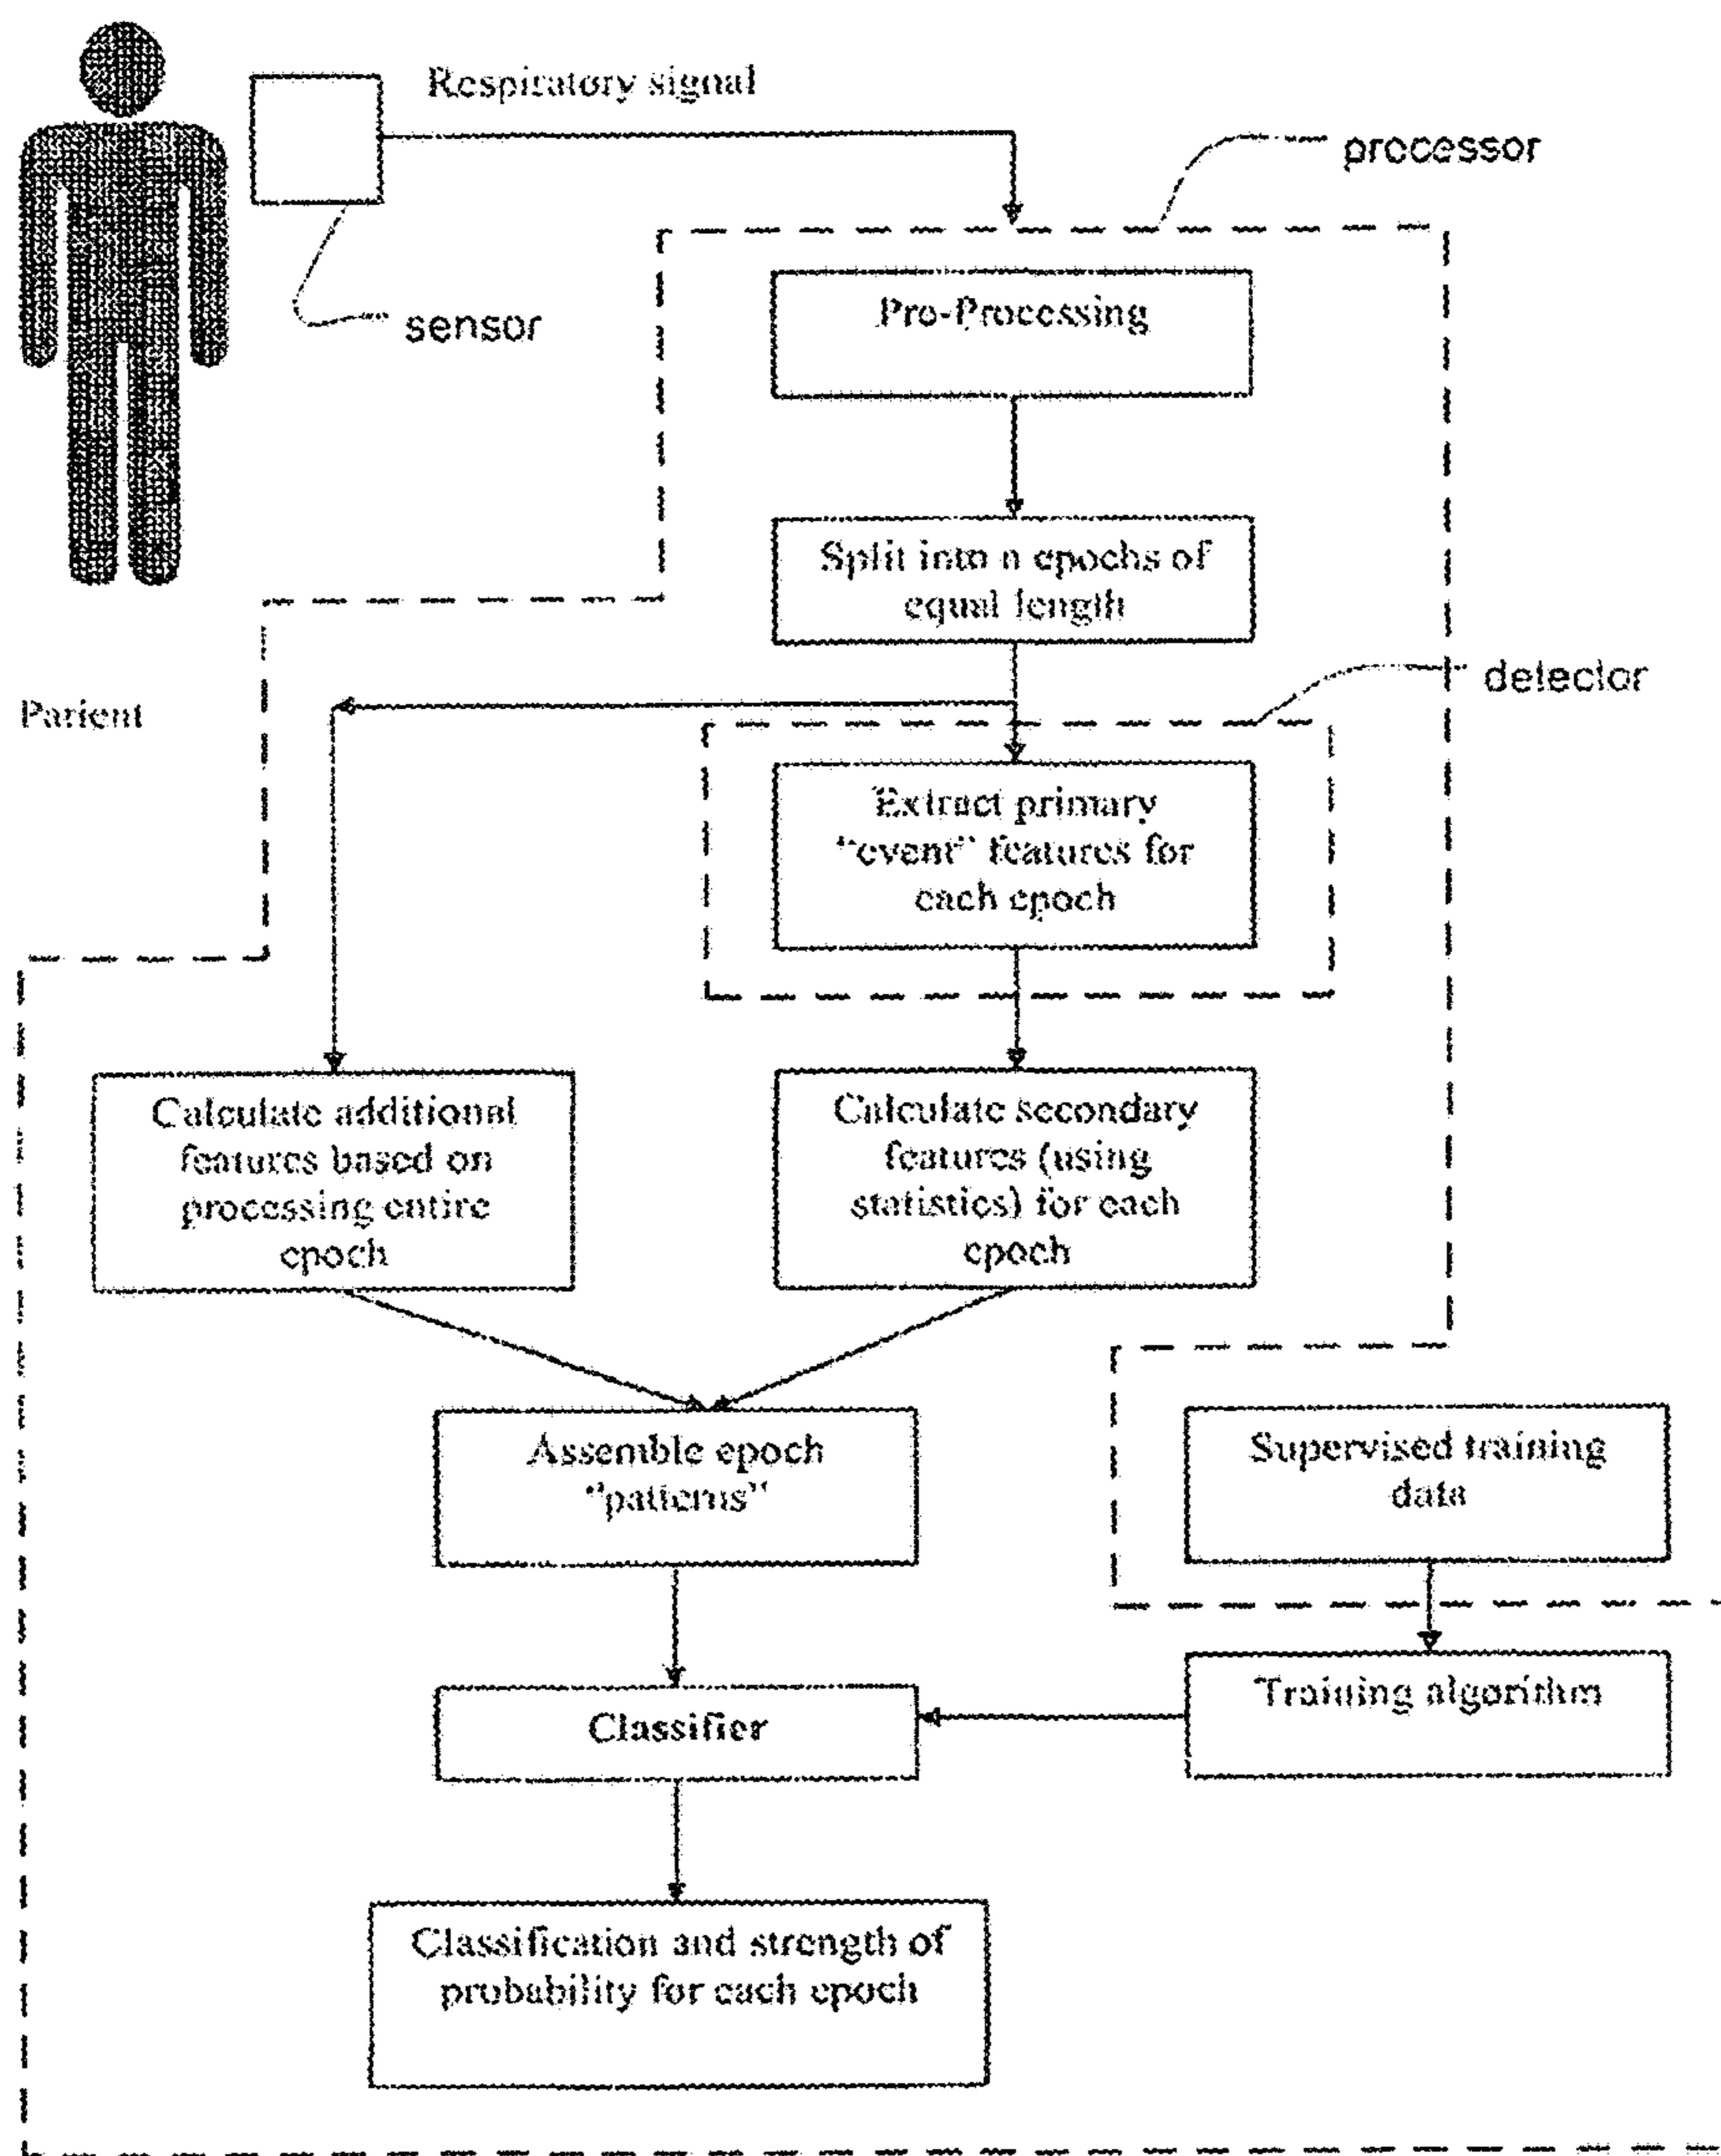 Respiratory signal
processor
sensor
Pre-Processing
Split into n epochs of
equal length
detector
Patient
Extract primary
"event" features for
each epoch
Calculate additional
features based on
processing entire
epoch
Calculate secondary
features (using
statistics) for each
epoch
Assemble epoch
"patterns"
Supervised training
data
Training algorithm
Classifier
Classification and strength of
probability for each epoch